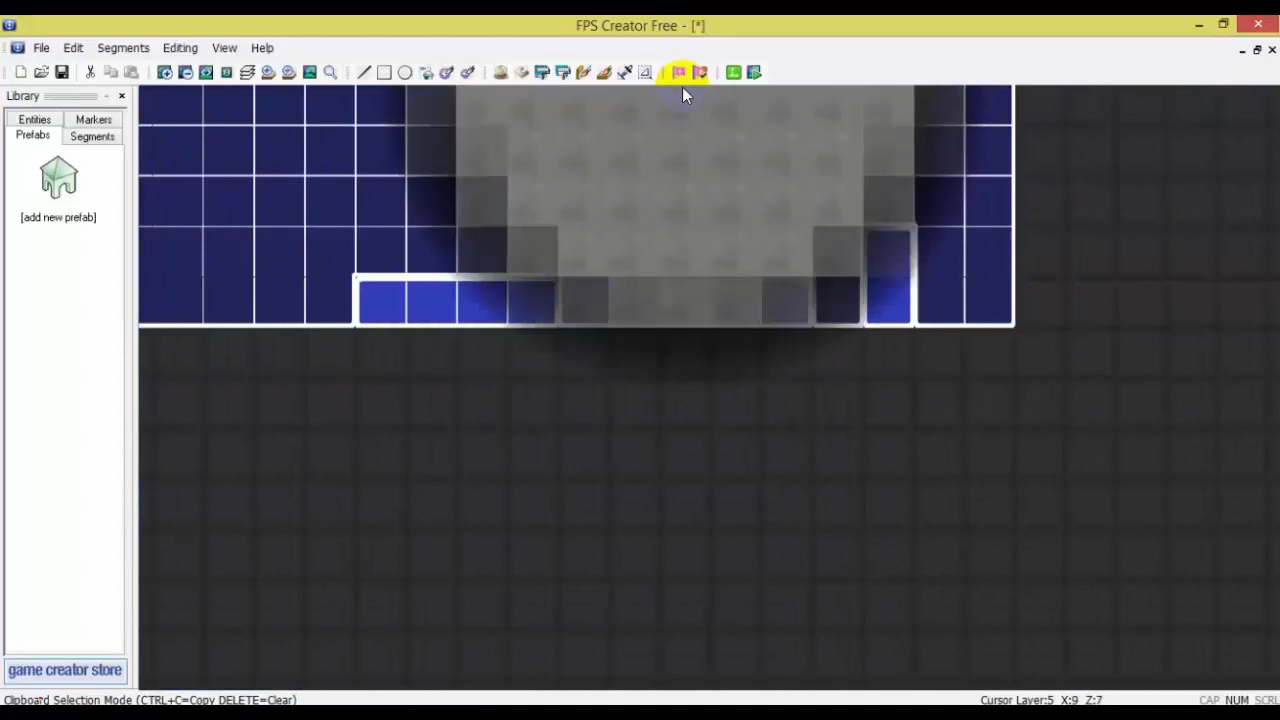 FPS Creator Free - [*]
File Edit Segments Editing View Help
Library
Entities Markers
Prefabs Segments
[add new prefab]
game creator store
Clipboard Selection Mode (CTRL+C=Copy DELETE=Clear) Cursor Layer:5 X:9 Z:7 CAP NUM SCRL